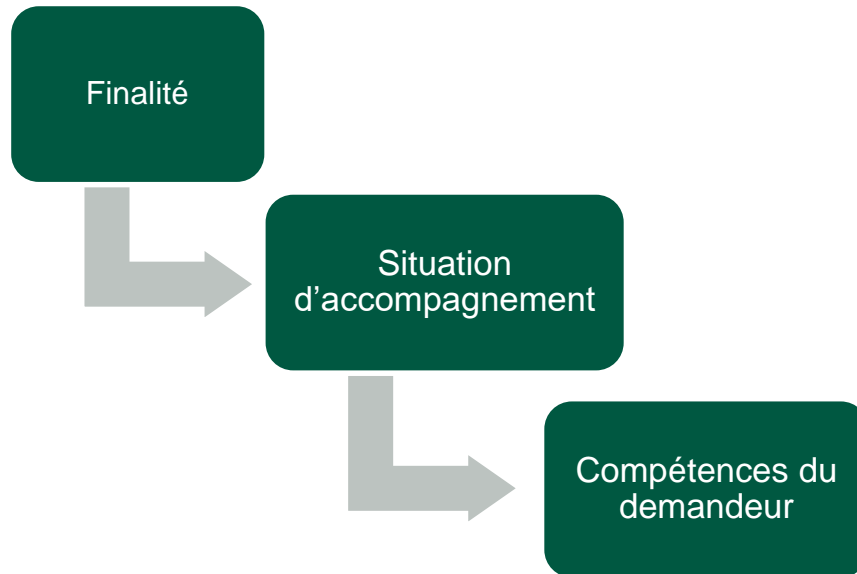 Finalité
Situation
d’accompagnement
Compétences du
demandeur